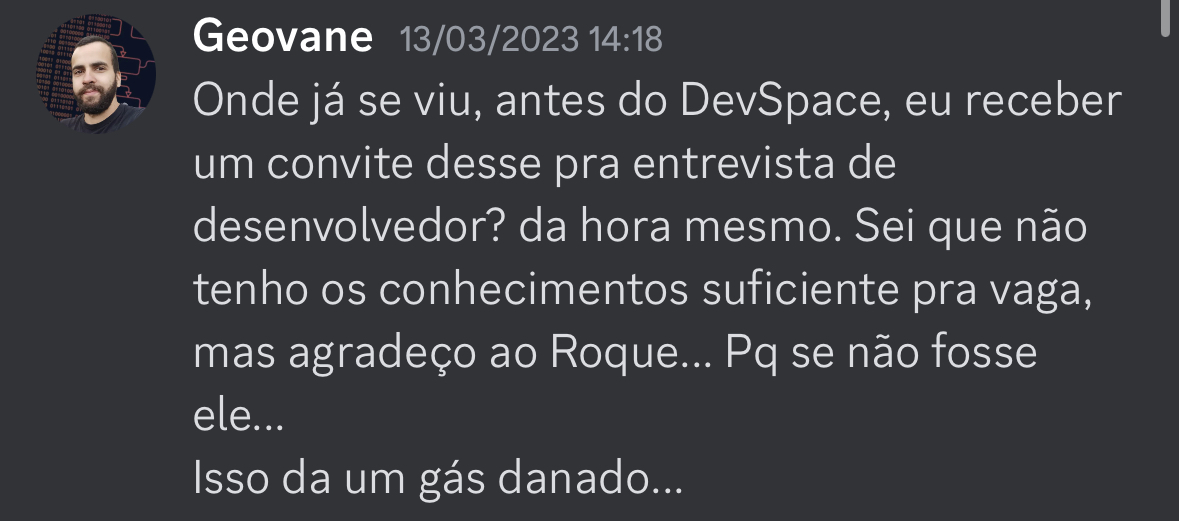 Geovane 13/03/2023 14:18
Onde já se viu, antes do DevSpace, eu receber
um convite desse pra entrevista de
desenvolvedor? da hora mesmo. Sei que não
tenho os conhecimentos suficiente pra vaga,
mas agradeço ao Roque... Pq se não fosse
ele...
Isso da um gás danado...